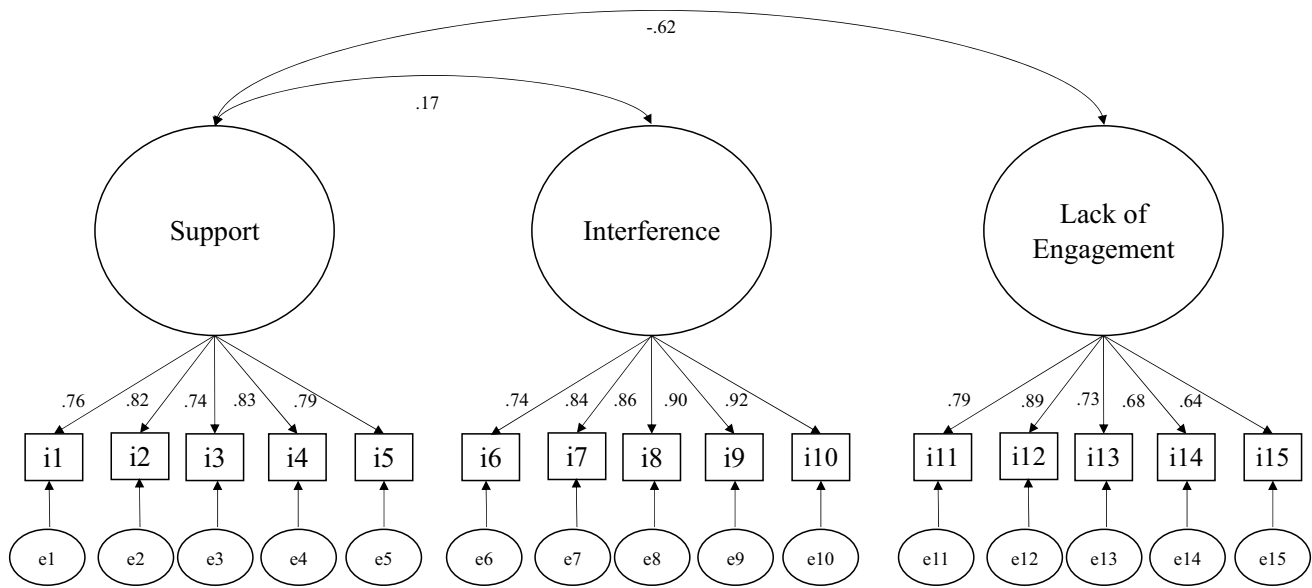 -.62
.17
Support
Interference
Lack of
Engagement
.76 .82 .74 .83 .79
.74 .84 .86 .90 .92
.79 .89 .73 .68 .64
i1 i2 i3 i4 i5
i6 i7 i8 i9 i10
i11 i12 i13 i14 i15
e1 e2 e3 e4 e5
e6 e7 e8 e9 e10
e11 e12 e13 e14 e15